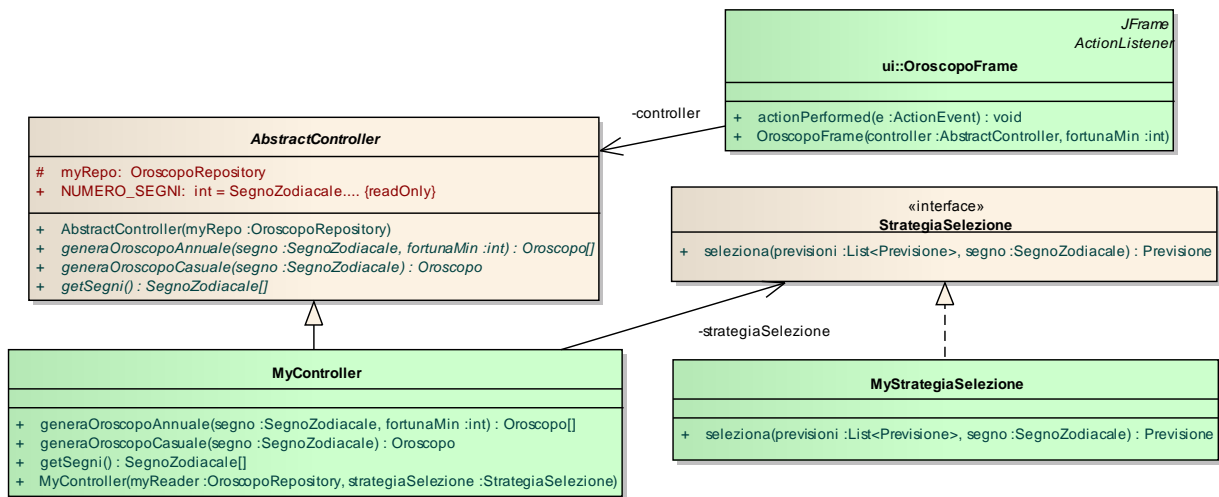 JFrame
ActionListener
ui::OroscopoFrame
+ actionPerformed(e :ActionEvent) : void
+ OroscopoFrame(controller :AbstractController, fortunaMin :int)
-controller
AbstractController
# myRepo: OroscopoRepository
+ NUMERO_SEGNI: int = SegnoZodiacale.... {readOnly}
+ AbstractController(myRepo :OroscopoRepository)
+ generaOroscopoAnnuale(segno :SegnoZodiacale, fortunaMin :int) : Oroscopo[]
+ generaOroscopoCasuale(segno :SegnoZodiacale) : Oroscopo
+ getSegni() : SegnoZodiacale[]
«interface»
StrategiaSelezione
+ seleziona(previsioni :List<Previsione>, segno :SegnoZodiacale) : Previsione
-strategiaSelezione
MyController
+ generaOroscopoAnnuale(segno :SegnoZodiacale, fortunaMin :int) : Oroscopo[]
+ generaOroscopoCasuale(segno :SegnoZodiacale) : Oroscopo
+ getSegni() : SegnoZodiacale[]
+ MyController(myReader :OroscopoRepository, strategiaSelezione :StrategiaSelezione)
MyStrategiaSelezione
+ seleziona(previsioni :List<Previsione>, segno :SegnoZodiacale) : Previsione